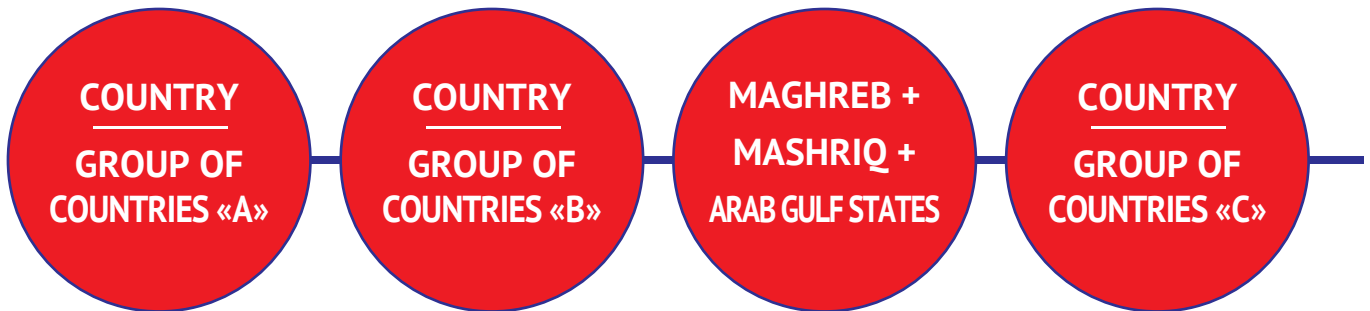 COUNTRY
GROUP OF
COUNTRIES «A»
COUNTRY
GROUP OF
COUNTRIES «B»
MAGHREB +
MASHRIQ +
ARAB GULF STATES
COUNTRY
GROUP OF
COUNTRIES «C»